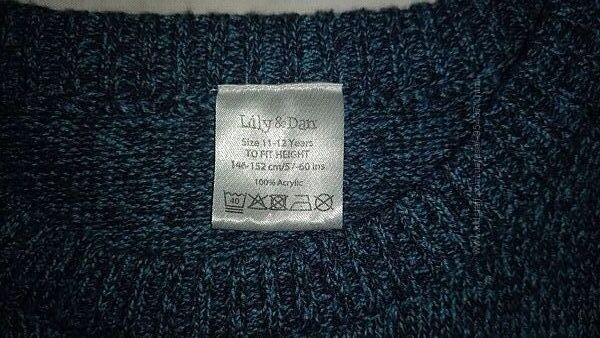 Lily & Dan
Size 11-12 Years
TO FIT HEIGHT
146-152 cm/57-60 ins
100% Acrylic
40